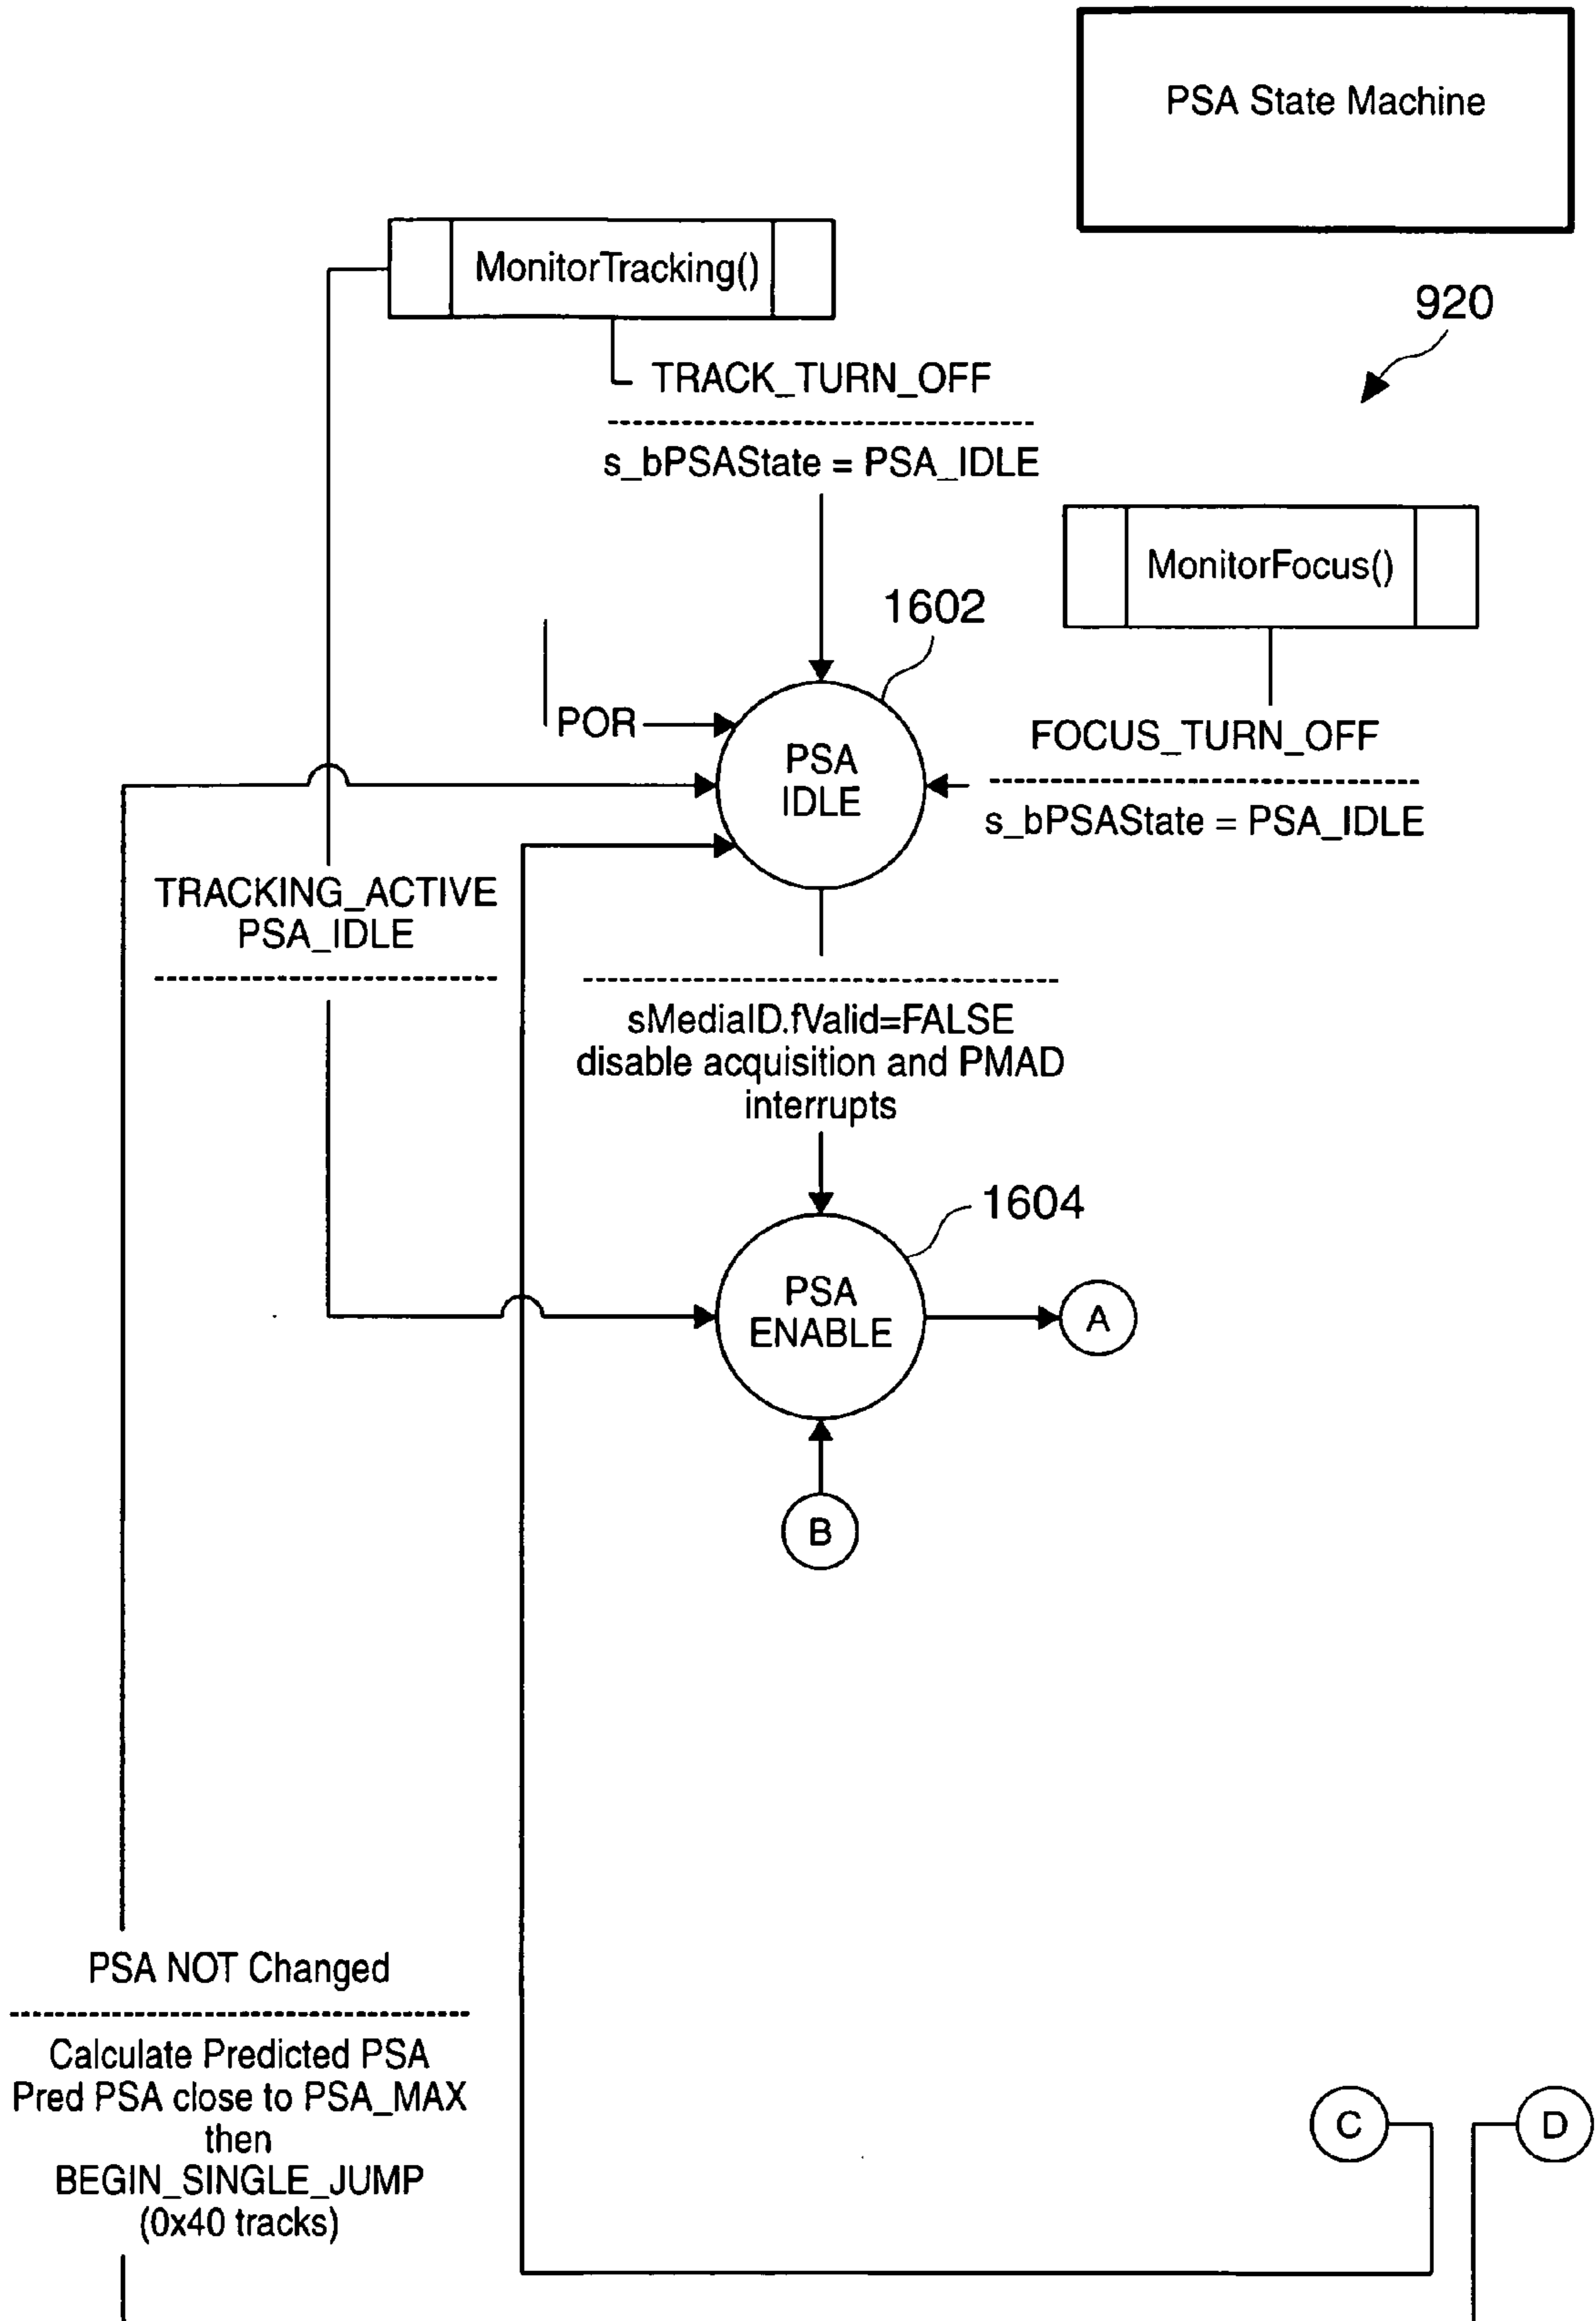 PSA State Machine
MonitorTracking()
920
TRACK_TURN_OFF
s_bPSAState = PSA_IDLE
MonitorFocus()
1602
POR
PSA
IDLE
FOCUS_TURN_OFF
s_bPSAState = PSA_IDLE
TRACKING_ACTIVE
PSA_IDLE
sMediaID.fValid=FALSE
disable acquisition and PMAD
interrupts
1604
PSA
ENABLE
A
B
PSA NOT Changed
Calculate Predicted PSA
Pred PSA close to PSA_MAX
then
BEGIN_SINGLE_JUMP
(0x40 tracks)
C
D